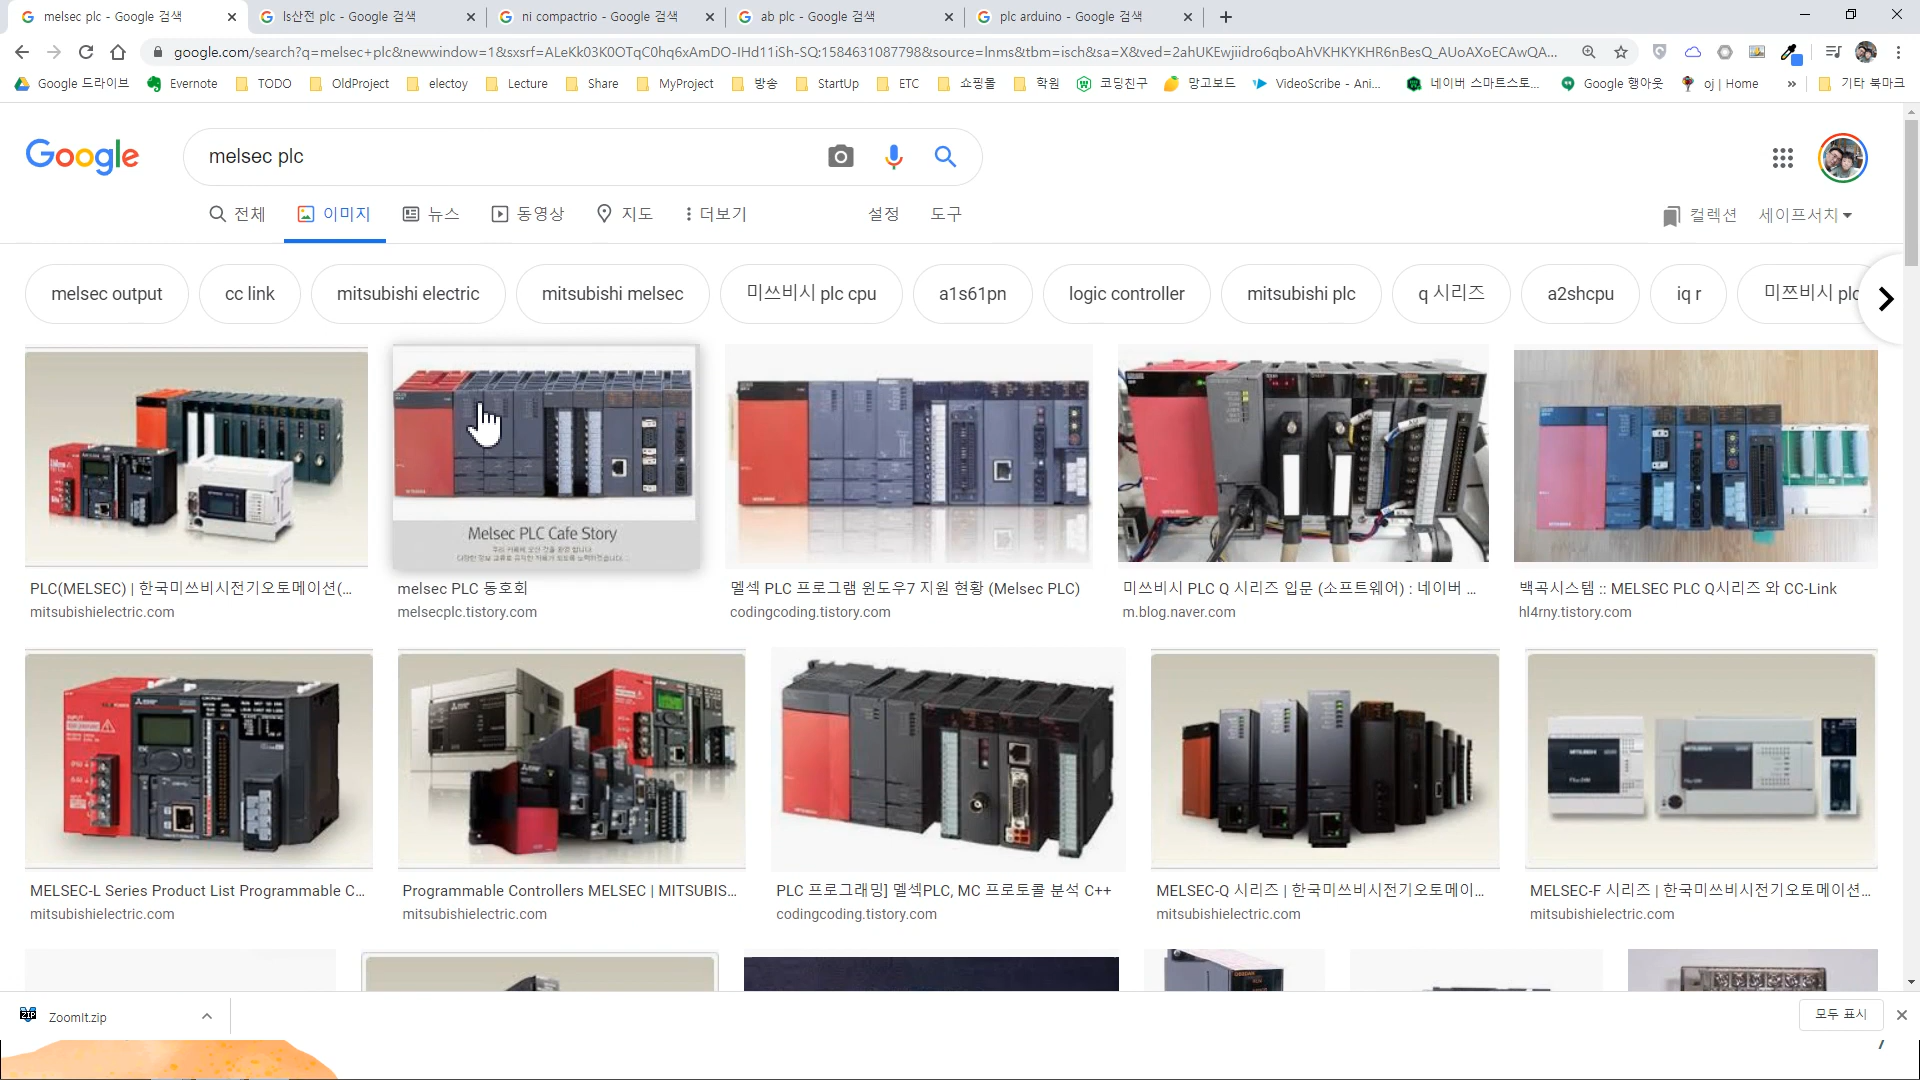 melsec plc - Google 검색
ls산전 plc - Google 검색
ni compactrio - Google 검색
ab plc - Google 검색
plc arduino - Google 검색
google.com/search?q=melsec+plc&newwindow=1&sxsrf=ALeKk03K0OTqC0hq6xAmDO-IHd11iSh-SQ:1584631087798&source=lnms&tbm=isch&sa=X&ved=2ahUKEwjiidro6qboAhVKHKYKHR6nBesQ_AUoAXoECAwQA...
Google 드라이브
Evernote
TODO
OldProject
electoy
Lecture
Share
MyProject
방송
StartUp
ETC
쇼핑몰
학원
코딩친구
망고보드
VideoScribe - Ani...
네이버 스마트스토...
Google 행아웃
oj | Home
기타 북마크
Google
melsec plc
전체
이미지
뉴스
동영상
지도
더보기
설정
도구
컬렉션
세이프서치
melsec output
cc link
mitsubishi electric
mitsubishi melsec
미쓰비시 plc cpu
a1s61pn
logic controller
mitsubishi plc
q 시리즈
a2shcpu
iq r
미쯔비시 plc
Melsec PLC Cafe Story
PLC(MELSEC) | 한국미쓰비시전기오토메이션(...
mitsubishielectric.com
melsec PLC 동호회
melsecplc.tistory.com
멜섹 PLC 프로그램 윈도우7 지원 현황 (Melsec PLC)
codingcoding.tistory.com
미쓰비시 PLC Q 시리즈 입문 (소프트웨어) : 네이버 ...
m.blog.naver.com
백곡시스템 :: MELSEC PLC Q시리즈 와 CC-Link
hl4rny.tistory.com
MELSEC-L Series Product List Programmable C...
mitsubishielectric.com
Programmable Controllers MELSEC | MITSUBIS...
mitsubishielectric.com
PLC 프로그래밍] 멜섹PLC, MC 프로토콜 분석 C++
codingcoding.tistory.com
MELSEC-Q 시리즈 | 한국미쓰비시전기오토메이...
mitsubishielectric.com
MELSEC-F 시리즈 | 한국미쓰비시전기오토메이션...
mitsubishielectric.com
ZoomIt.zip
모두 표시